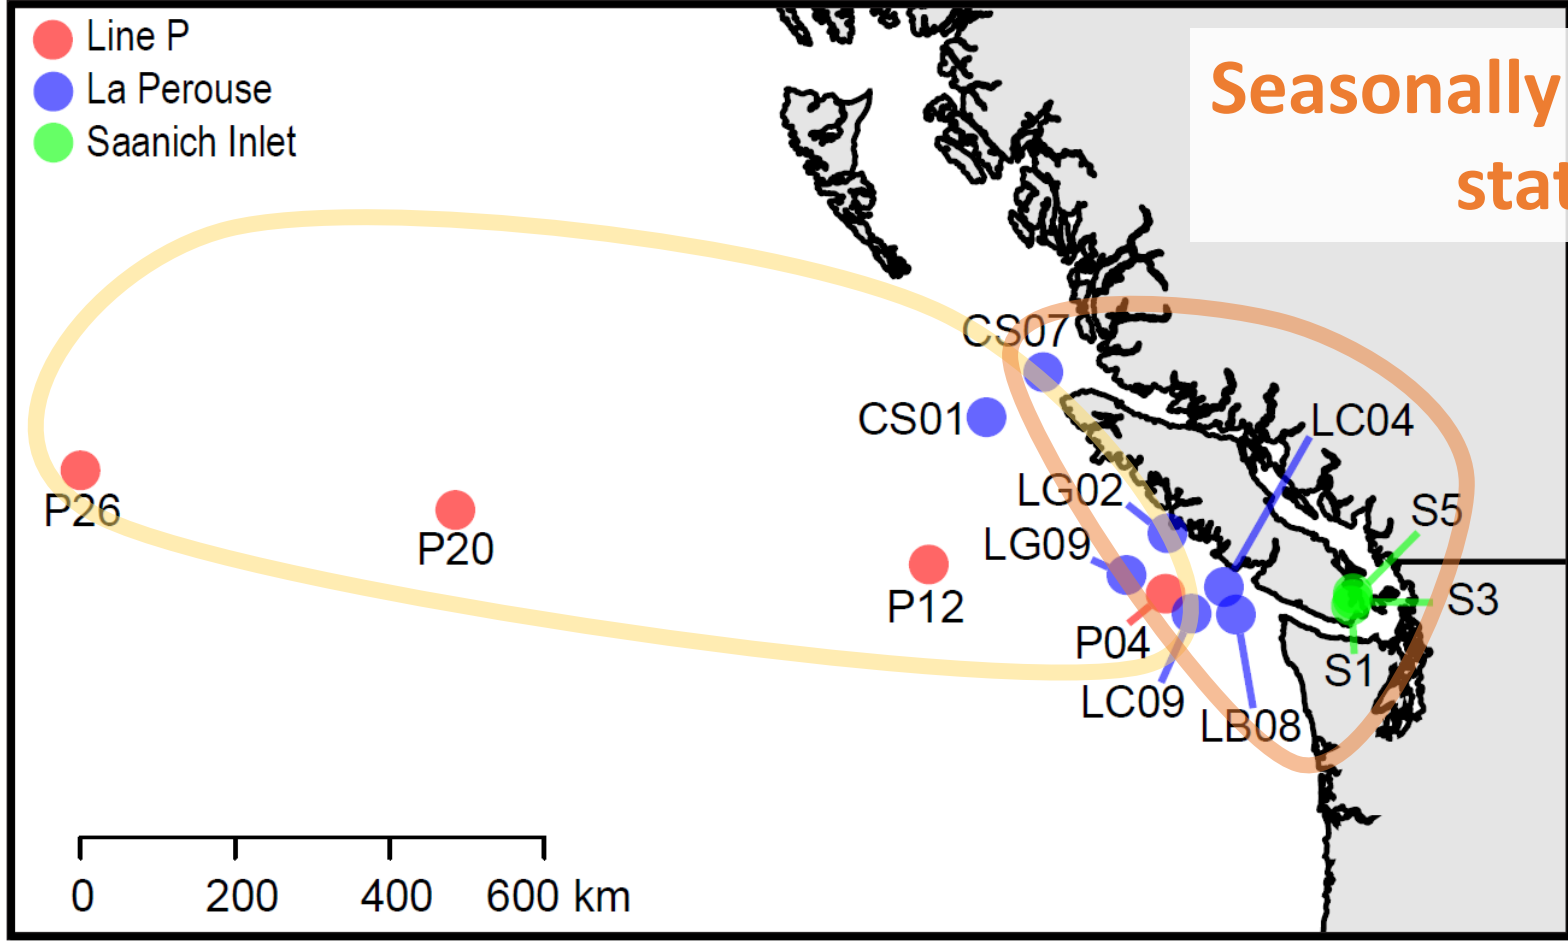 Line P
La Perouse
Saanich Inlet
Seasonally
CS07
CS01
LC04
P26
LG02
S5
P20
LG09
P12
S3
P04
S1
LC09
LB08
0 200 400 600 km